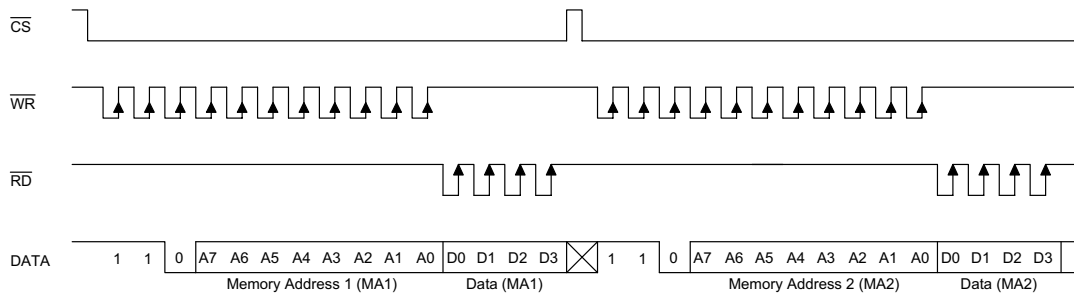 CS
WR
RD
DATA 1 1 0 A7 A6 A5 A4 A3 A2 A1 A0 D0 D1 D2 D3 1 1 0 A7 A6 A5 A4 A3 A2 A1 A0 D0 D1 D2 D3
Memory Address 1 (MA1) Data (MA1) Memory Address 2 (MA2) Data (MA2)